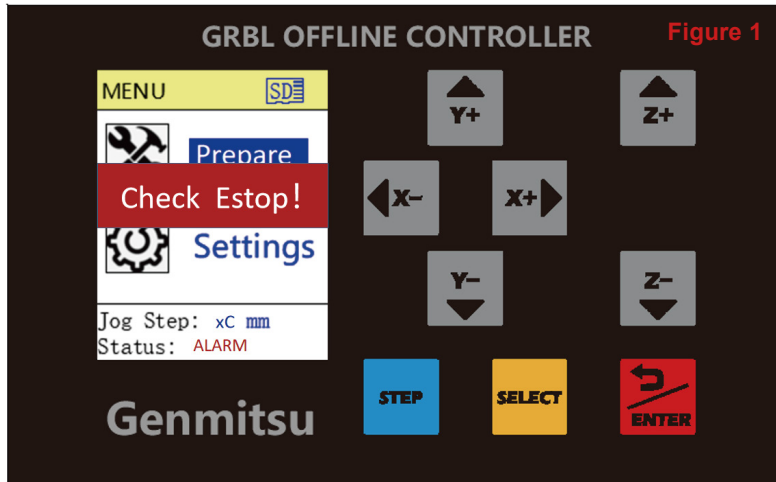 GRBL OFFLINE CONTROLLER
Figure 1
MENU SD
Prepare
Check Estop!
Settings
Jog Step: xC mm
Status: ALARM
Y+
Z+
X-
X+
Y-
Z-
STEP
SELECT
ENTER
Genmitsu